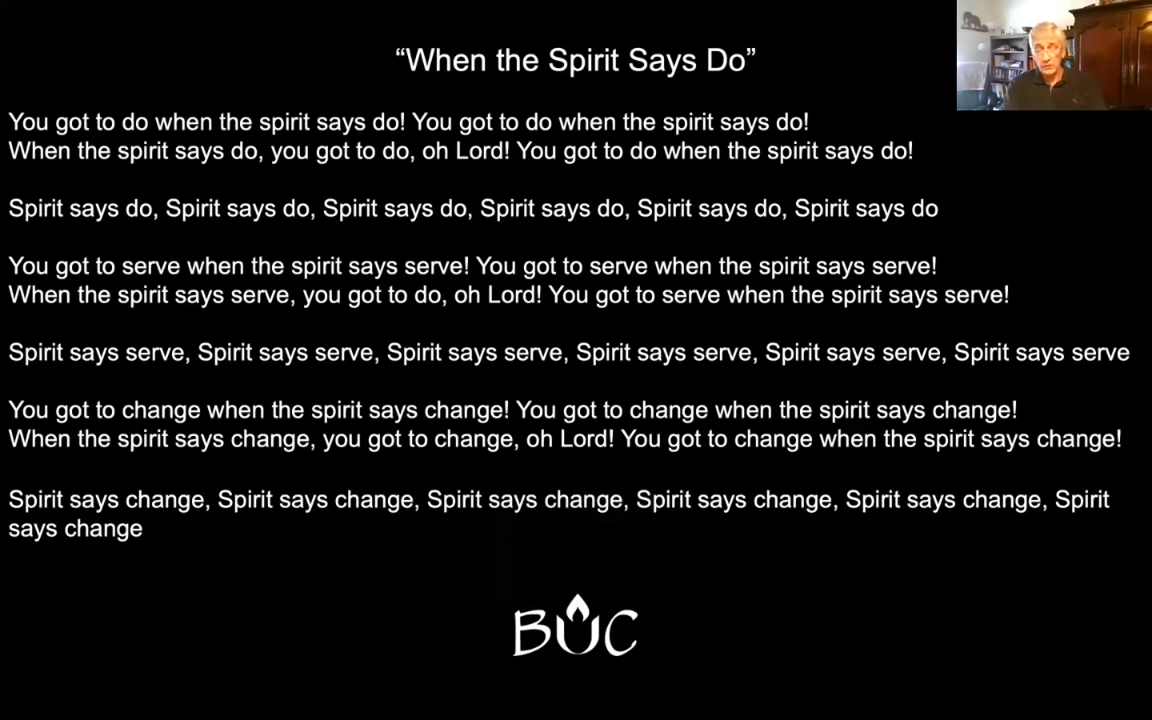 “When the Spirit Says Do”
You got to do when the spirit says do! You got to do when the spirit says do!
When the spirit says do, you got to do, oh Lord! You got to do when the spirit says do!
Spirit says do, Spirit says do, Spirit says do, Spirit says do, Spirit says do, Spirit says do
You got to serve when the spirit says serve! You got to serve when the spirit says serve!
When the spirit says serve, you got to do, oh Lord! You got to serve when the spirit says serve!
Spirit says serve, Spirit says serve, Spirit says serve, Spirit says serve, Spirit says serve, Spirit says serve
You got to change when the spirit says change! You got to change when the spirit says change!
When the spirit says change, you got to change, oh Lord! You got to change when the spirit says change!
Spirit says change, Spirit says change, Spirit says change, Spirit says change, Spirit says change, Spirit
says change
BUC